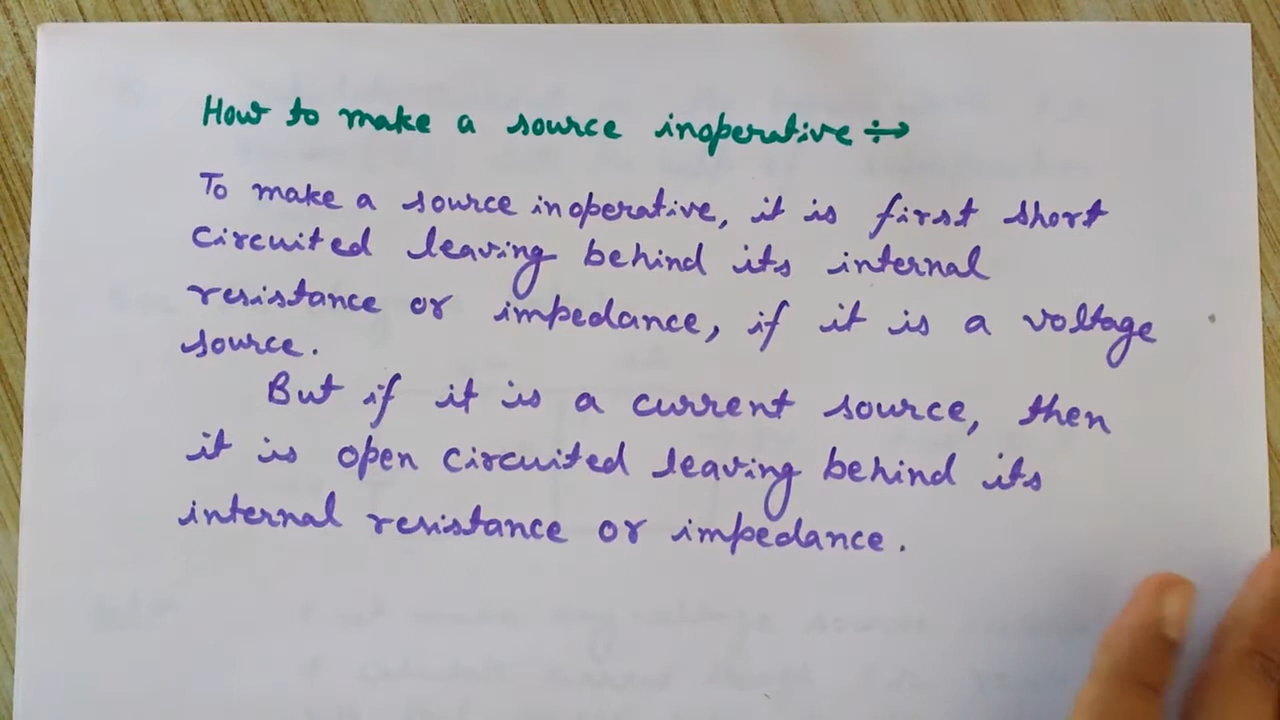 How to make a source inoperative ÷→
To make a source inoperative, it is first short
circuited leaving behind its internal
resistance or impedance, if it is a voltage
source.
But if it is a current source, then
it is open circuited leaving behind its
internal resistance or impedance.